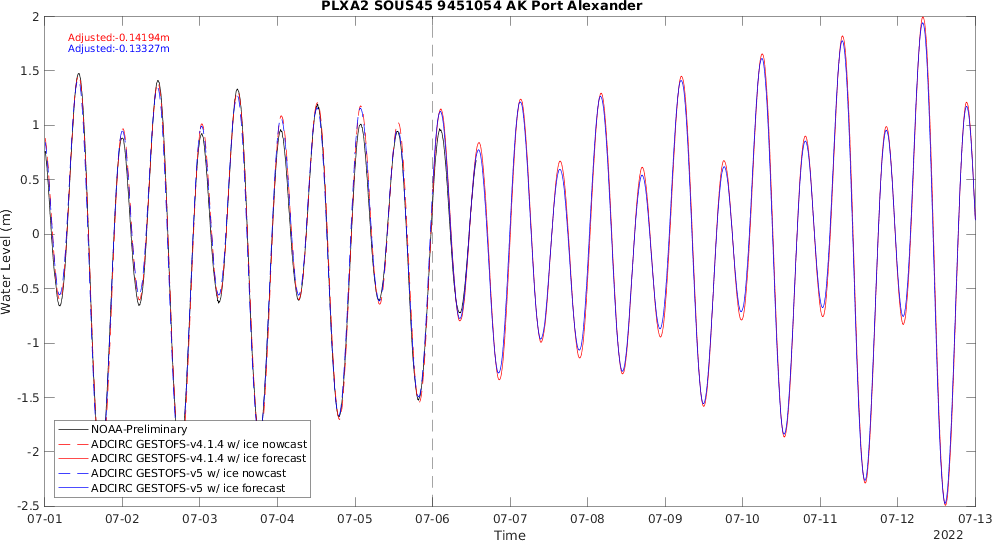 PLXA2 SOUS45 9451054 AK Port Alexander
Adjusted:-0.14194m
Adjusted:-0.13327m
2
1.5
1
0.5
0
-0.5
-1
-1.5
-2
-2.5
Water Level (m)
NOAA-Preliminary
ADCIRC GESTOFS-v4.1.4 w/ ice nowcast
ADCIRC GESTOFS-v4.1.4 w/ ice forecast
ADCIRC GESTOFS-v5 w/ ice nowcast
ADCIRC GESTOFS-v5 w/ ice forecast
07-01 07-02 07-03 07-04 07-05 07-06 07-07 07-08 07-09 07-10 07-11 07-12 07-13
Time
2022